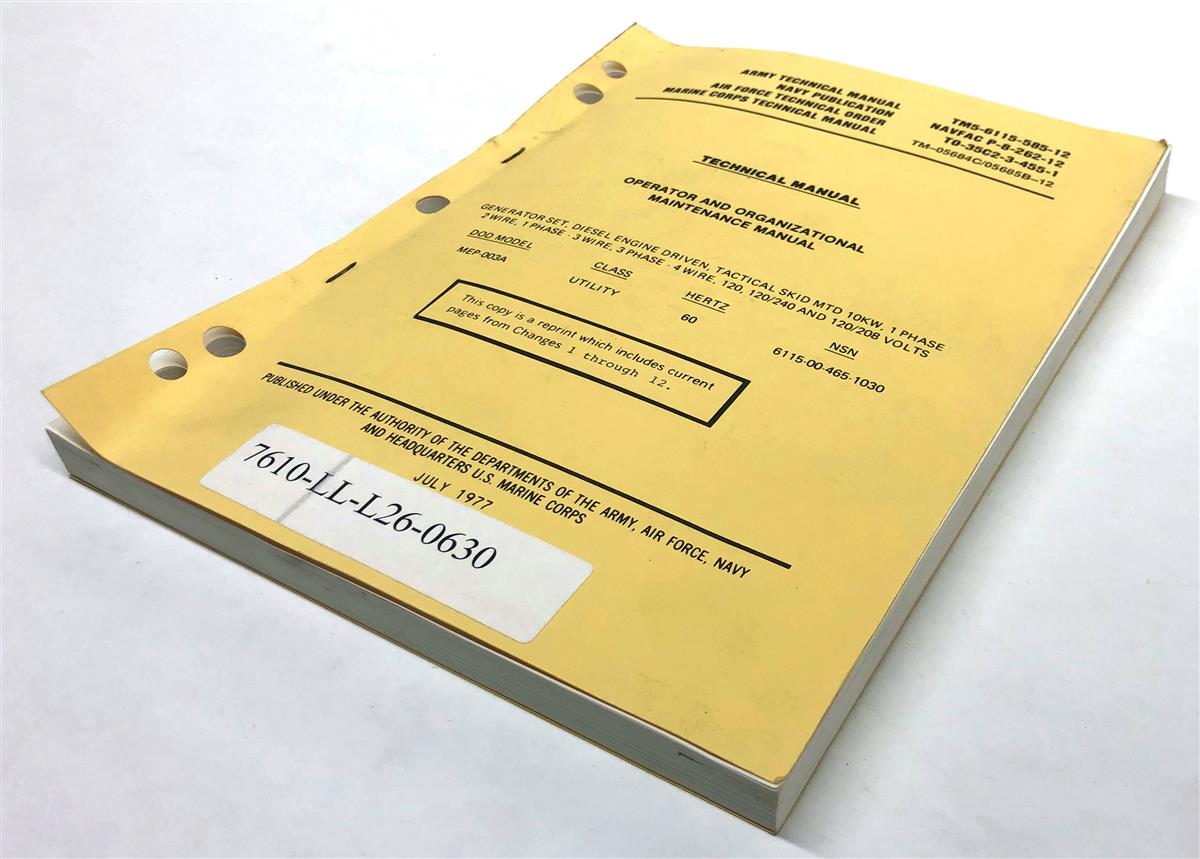 ARMY TECHNICAL MANUAL
NAVY PUBLICATION
AIR FORCE TECHNICAL ORDER
MARINE CORPS TECHNICAL MANUAL
TM5-6115-585-12
NAVFAC P-8-262-12
TO-35C2-3-455-1
TM-05684C/05685B-12
TECHNICAL MANUAL
OPERATOR AND ORGANIZATIONAL
MAINTENANCE MANUAL
GENERATOR SET, DIESEL ENGINE DRIVEN, TACTICAL SKID MTD 10KW, 1 PHASE
2 WIRE, 1 PHASE - 3 WIRE, 3 PHASE - 4 WIRE, 120, 120/240 AND 120/208 VOLTS
DOD MODEL CLASS HERTZ NSN
MEP-003A UTILITY 60 6115-00-465-1030
This copy is a reprint which includes current
pages from Changes 1 through 12.
PUBLISHED UNDER THE AUTHORITY OF THE DEPARTMENTS OF THE ARMY, AIR FORCE, NAVY
AND HEADQUARTERS U.S. MARINE CORPS
JULY 1977
7610-LL-L26-0630